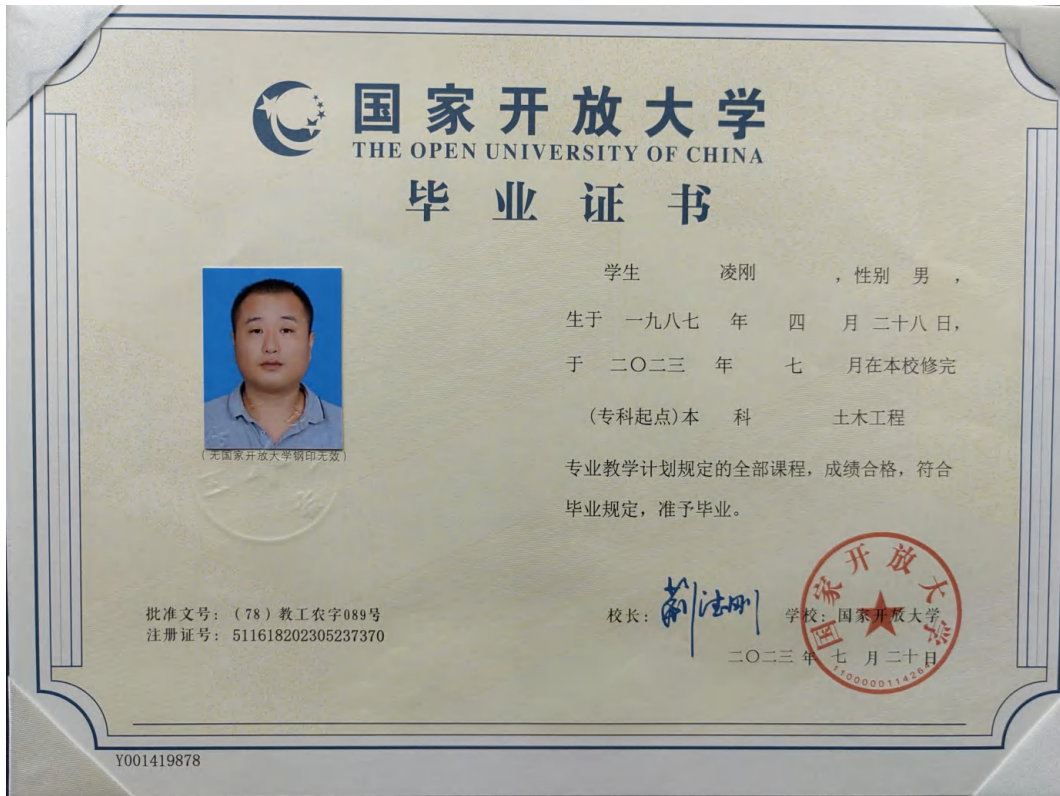 国家开放大学
THE OPEN UNIVERSITY OF CHINA
毕业证书
学生 凌刚 ，性别 男 ，
生于 一九八七 年 四 月 二十八 日，
于 二〇二三 年 七 月在本校修完
(专科起点)本 科 土木工程
专业教学计划规定的全部课程，成绩合格，符合
毕业规定，准予毕业。
(无国家开放大学钢印无效)
批准文号：（78）教工农字089号
注册证号：511618202305237370
校长：荆德刚 学校：国家开放大学
二〇二三 年 七 月 二十 日
国家开放大学
Y001419878